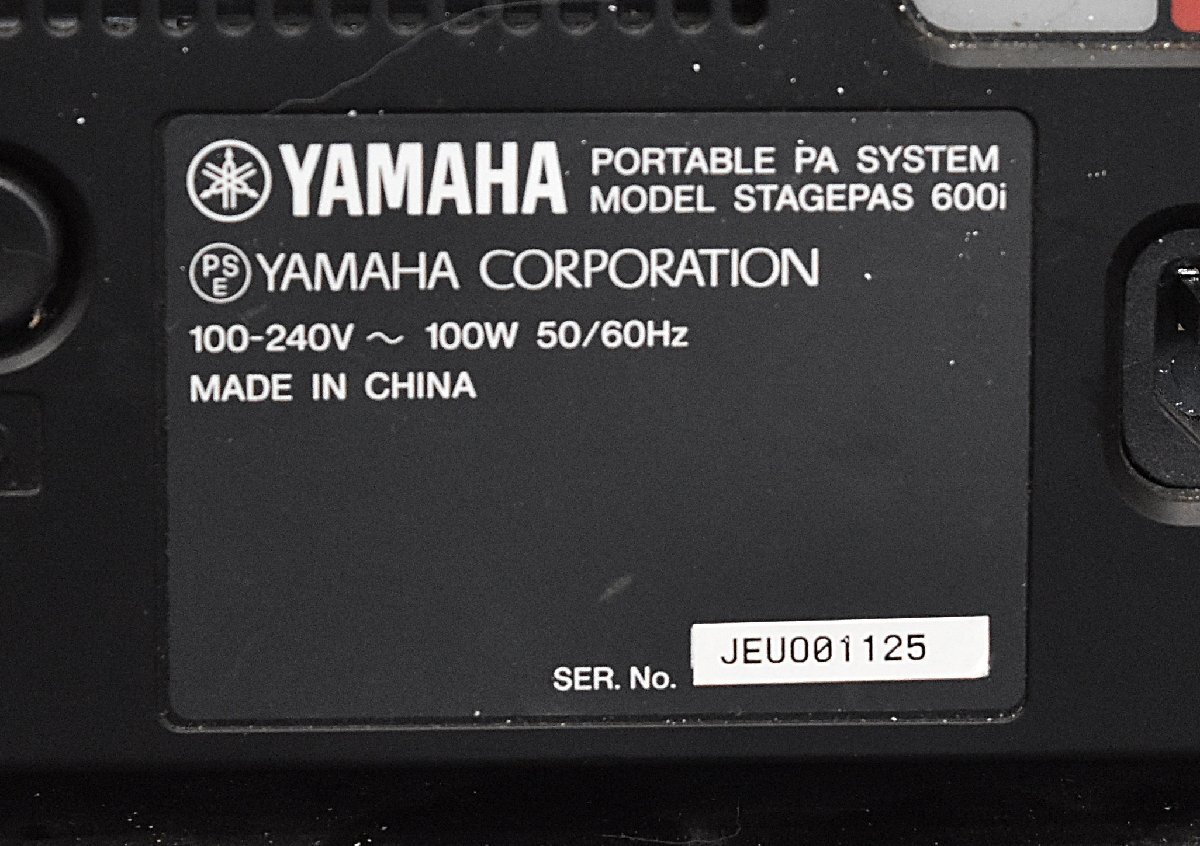 YAMAHA PORTABLE PA SYSTEM
MODEL STAGEPAS 600i
PSE YAMAHA CORPORATION
100-240V ~ 100W 50/60Hz
MADE IN CHINA
SER. No. JEU001125